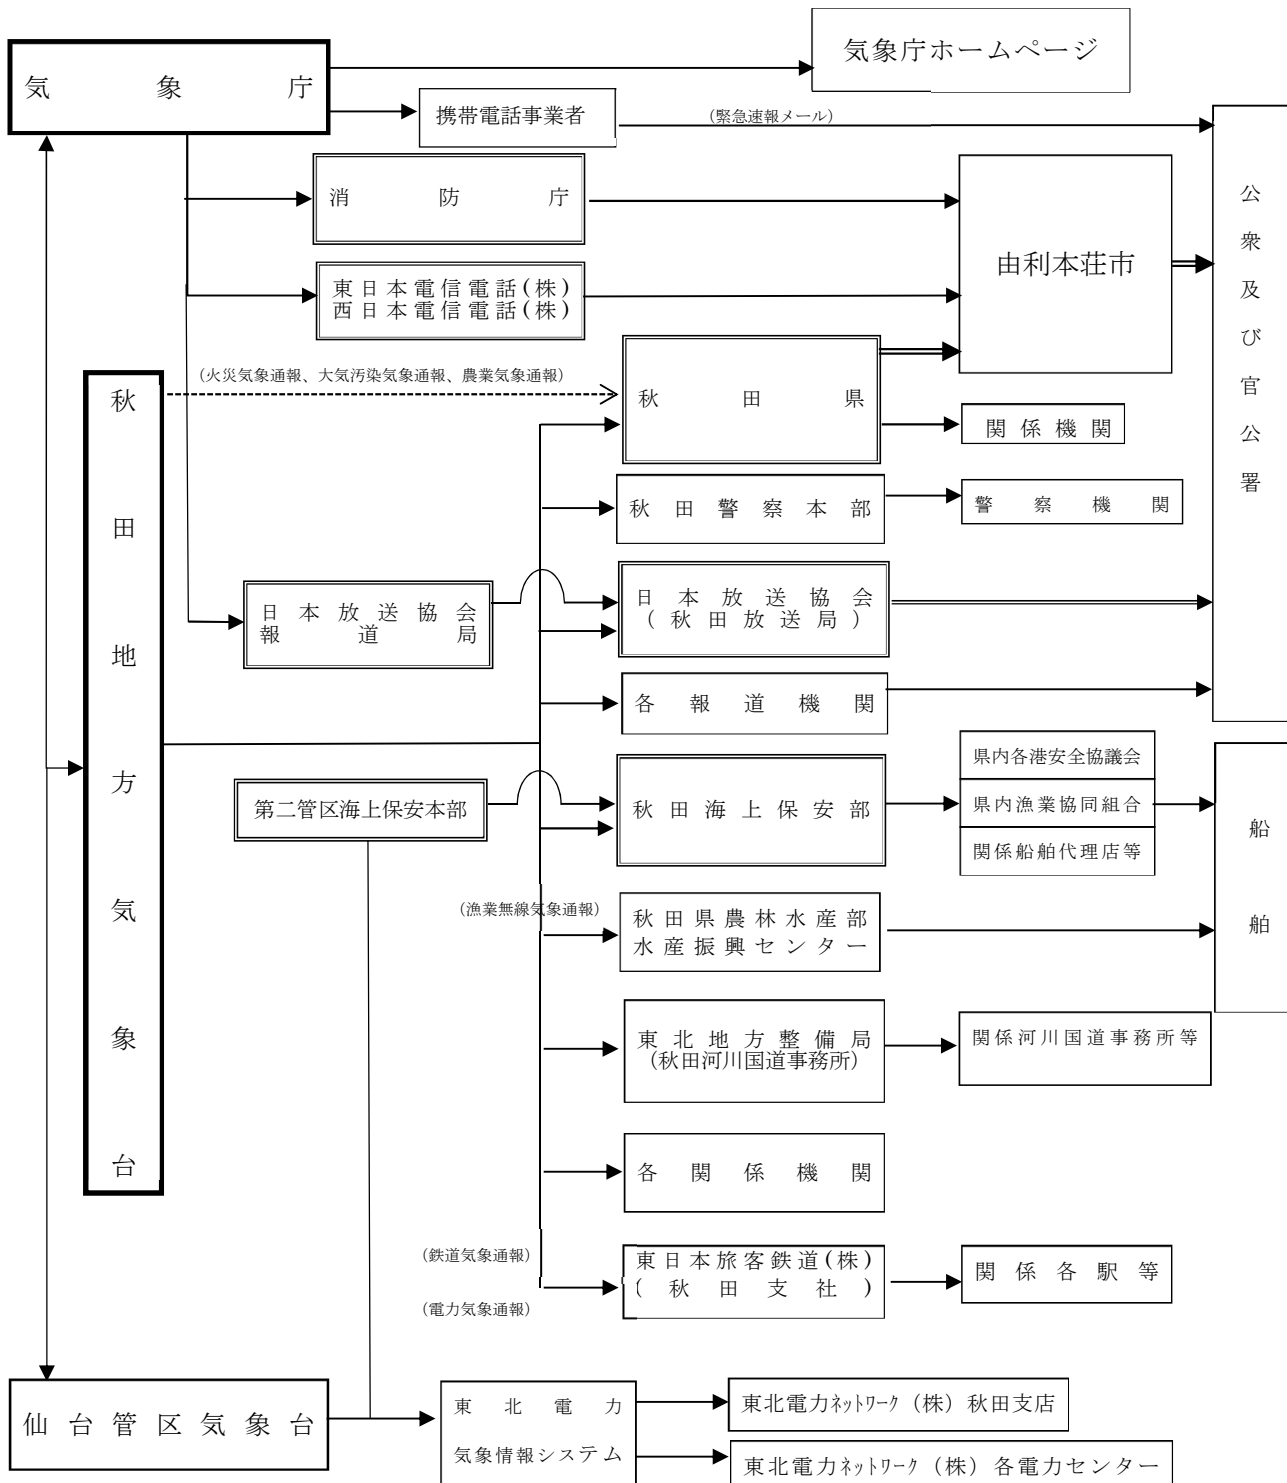 気象庁ホームページ
気象庁
携帯電話事業者
(緊急速報メール)
消防庁
東日本電信電話(株)
西日本電信電話(株)
由利本荘市
公衆及び官公署
(火災気象通報、大気汚染気象通報、農業気象通報)
秋田県
関係機関
秋田地方気象台
秋田警察本部
警察機関
日本放送協会
報道局
日本放送協会
(秋田放送局)
各報道機関
第二管区海上保安本部
秋田海上保安部
県内各港安全協議会
県内漁業協同組合
関係船舶代理店等
船舶
(漁業無線気象通報)
秋田県農林水産部
水産振興センター
東北地方整備局
(秋田河川国道事務所)
関係河川国道事務所等
各関係機関
(鉄道気象通報)
東日本旅客鉄道(株)
(秋田支社)
関係各駅等
(電力気象通報)
仙台管区気象台
東北電力
気象情報システム
東北電力ネットワーク(株)秋田支店
東北電力ネットワーク(株)各電力センター